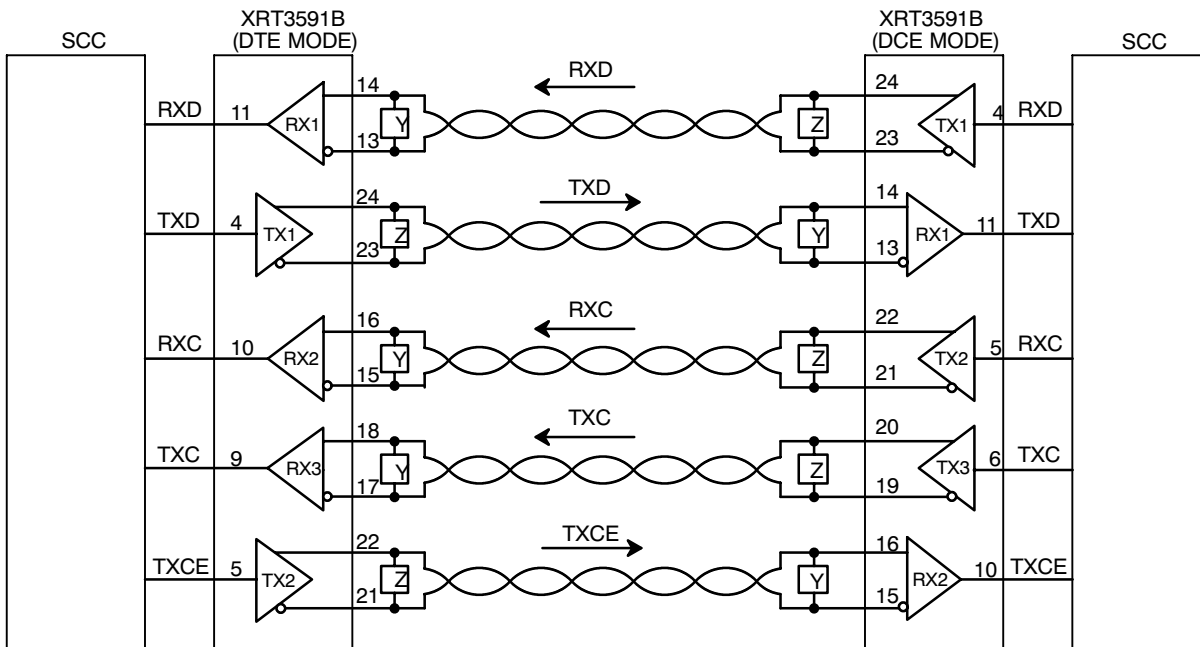 XRT3591B
(DTE MODE)
XRT3591B
(DCE MODE)
SCC
SCC
RXD
RXD 11 RX1 14 13 Y Z 24 23 TX1 4 RXD
TXD
TXD 4 TX1 24 23 Z Y 14 13 RX1 11 TXD
RXC
RXC 10 RX2 16 15 Y Z 22 21 TX2 5 RXC
TXC
TXC 9 RX3 18 17 Y Z 20 19 TX3 6 TXC
TXCE
TXCE 5 TX2 22 21 Z Y 16 15 RX2 10 TXCE